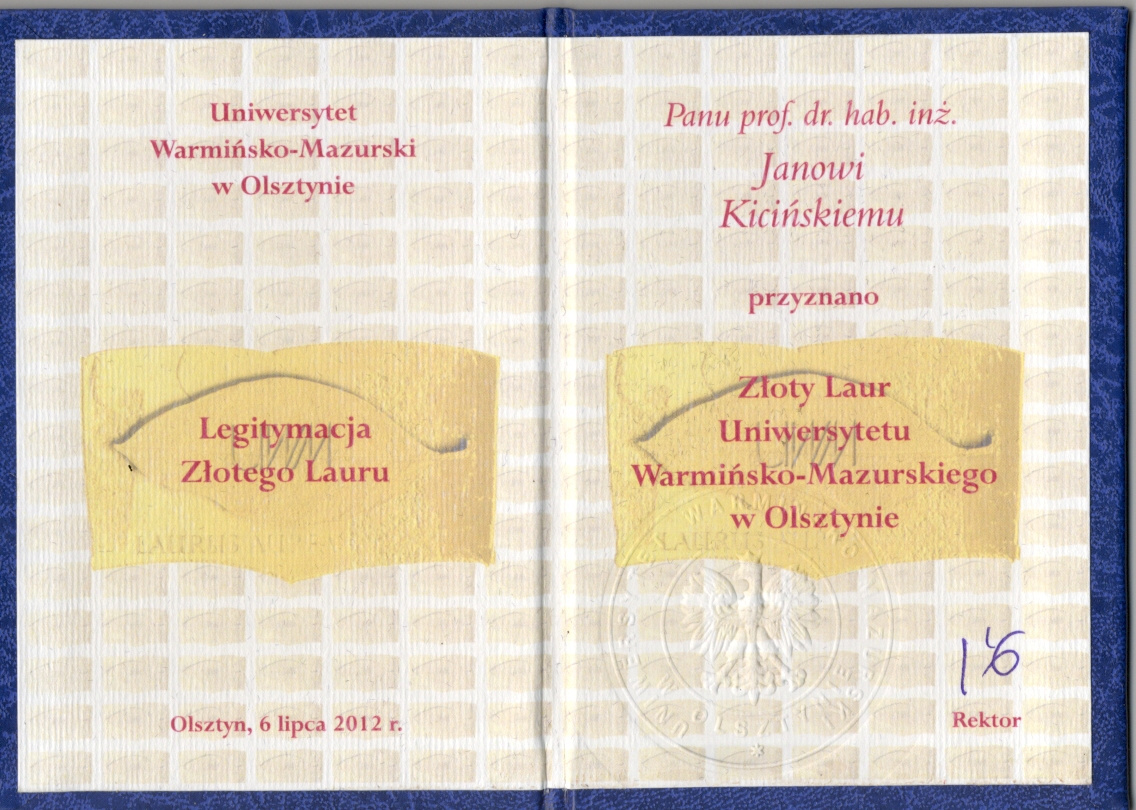 Uniwersytet
Warmińsko-Mazurski
w Olsztynie
Legitymacja
Złotego Lauru
Olsztyn, 6 lipca 2012 r.
Panu prof. dr. hab. inż.
Janowi
Kicińskiemu
przyznano
Złoty Laur
Uniwersytetu
Warmińsko-Mazurskiego
w Olsztynie
Rektor